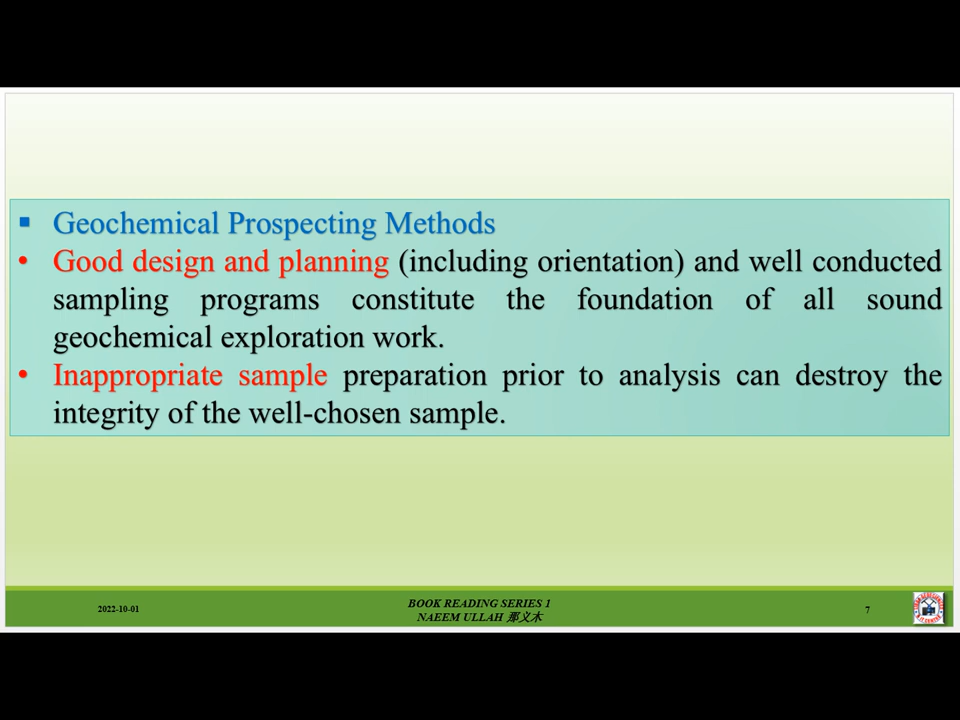 ▪ Geochemical Prospecting Methods
• Good design and planning (including orientation) and well conducted
sampling programs constitute the foundation of all sound
geochemical exploration work.
• Inappropriate sample preparation prior to analysis can destroy the
integrity of the well-chosen sample.
2022-10-01
BOOK READING SERIES 1
NAEEM ULLAH 那义木
7